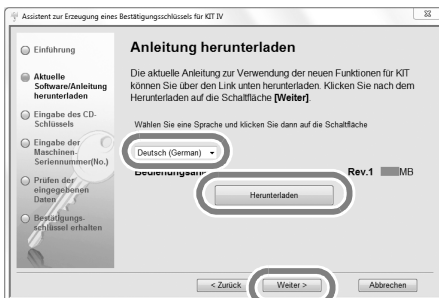 Assistent zur Erzeugung eines Bestätigungsschlüssels für KIT IV
Einführung
Aktuelle
Software/Anleitung
herunterladen
Eingabe des CD-
Schlüssels
Eingabe der
Maschinen-
Seriennummer(No.)
Prüfen der
eingegebenen
Daten
Bestätigungs-
schlüssel erhalten
Anleitung herunterladen
Die aktuelle Anleitung zur Verwendung der neuen Funktionen für KIT
können Sie über den Link unten herunterladen. Klicken Sie nach dem
Herunterladen auf die Schaltfläche [Weiter].
Wählen Sie eine Sprache und klicken Sie dann auf die Schaltfläche
Deutsch (German)
Rev.1 MB
Herunterladen
< Zurück
Weiter >
Abbrechen